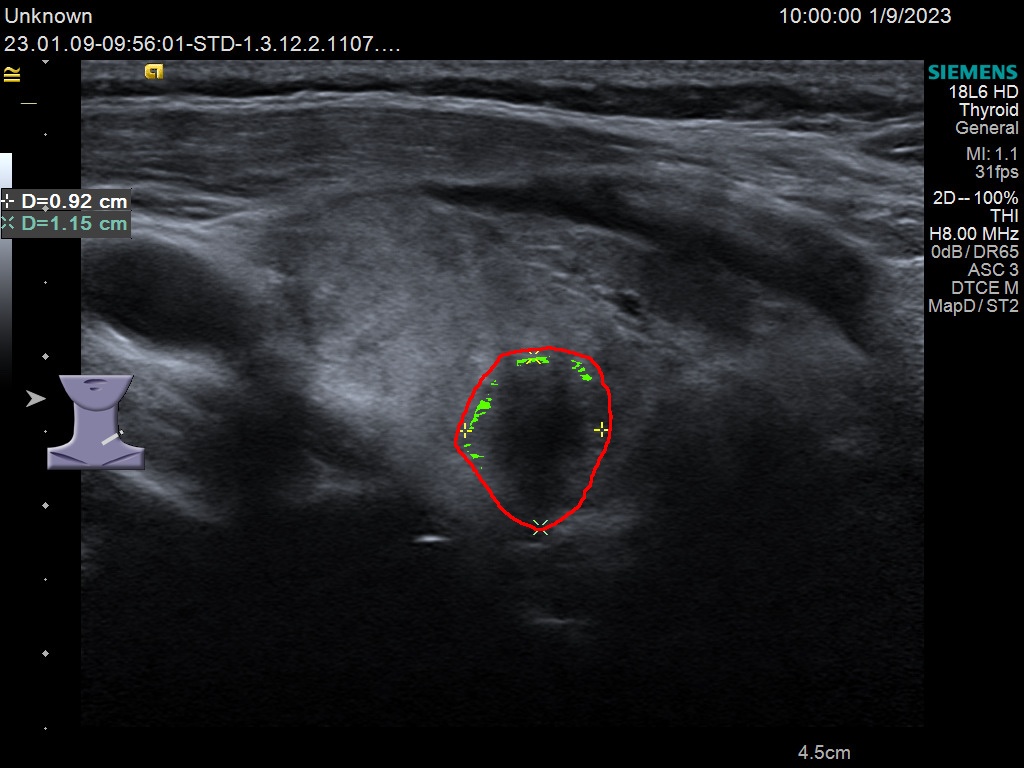 Unknown
10:00:00 1/9/2023
23.01.09-09:56:01-STD-1.3.12.2.1107....
SIEMENS
18L6 HD
Thyroid
General
MI: 1.1
31fps
2D--100%
THI
H8.00 MHz
0dB/DR65
ASC 3
DTCE M
MapD/ST2
D=0.92 cm
D=1.15 cm
4.5cm